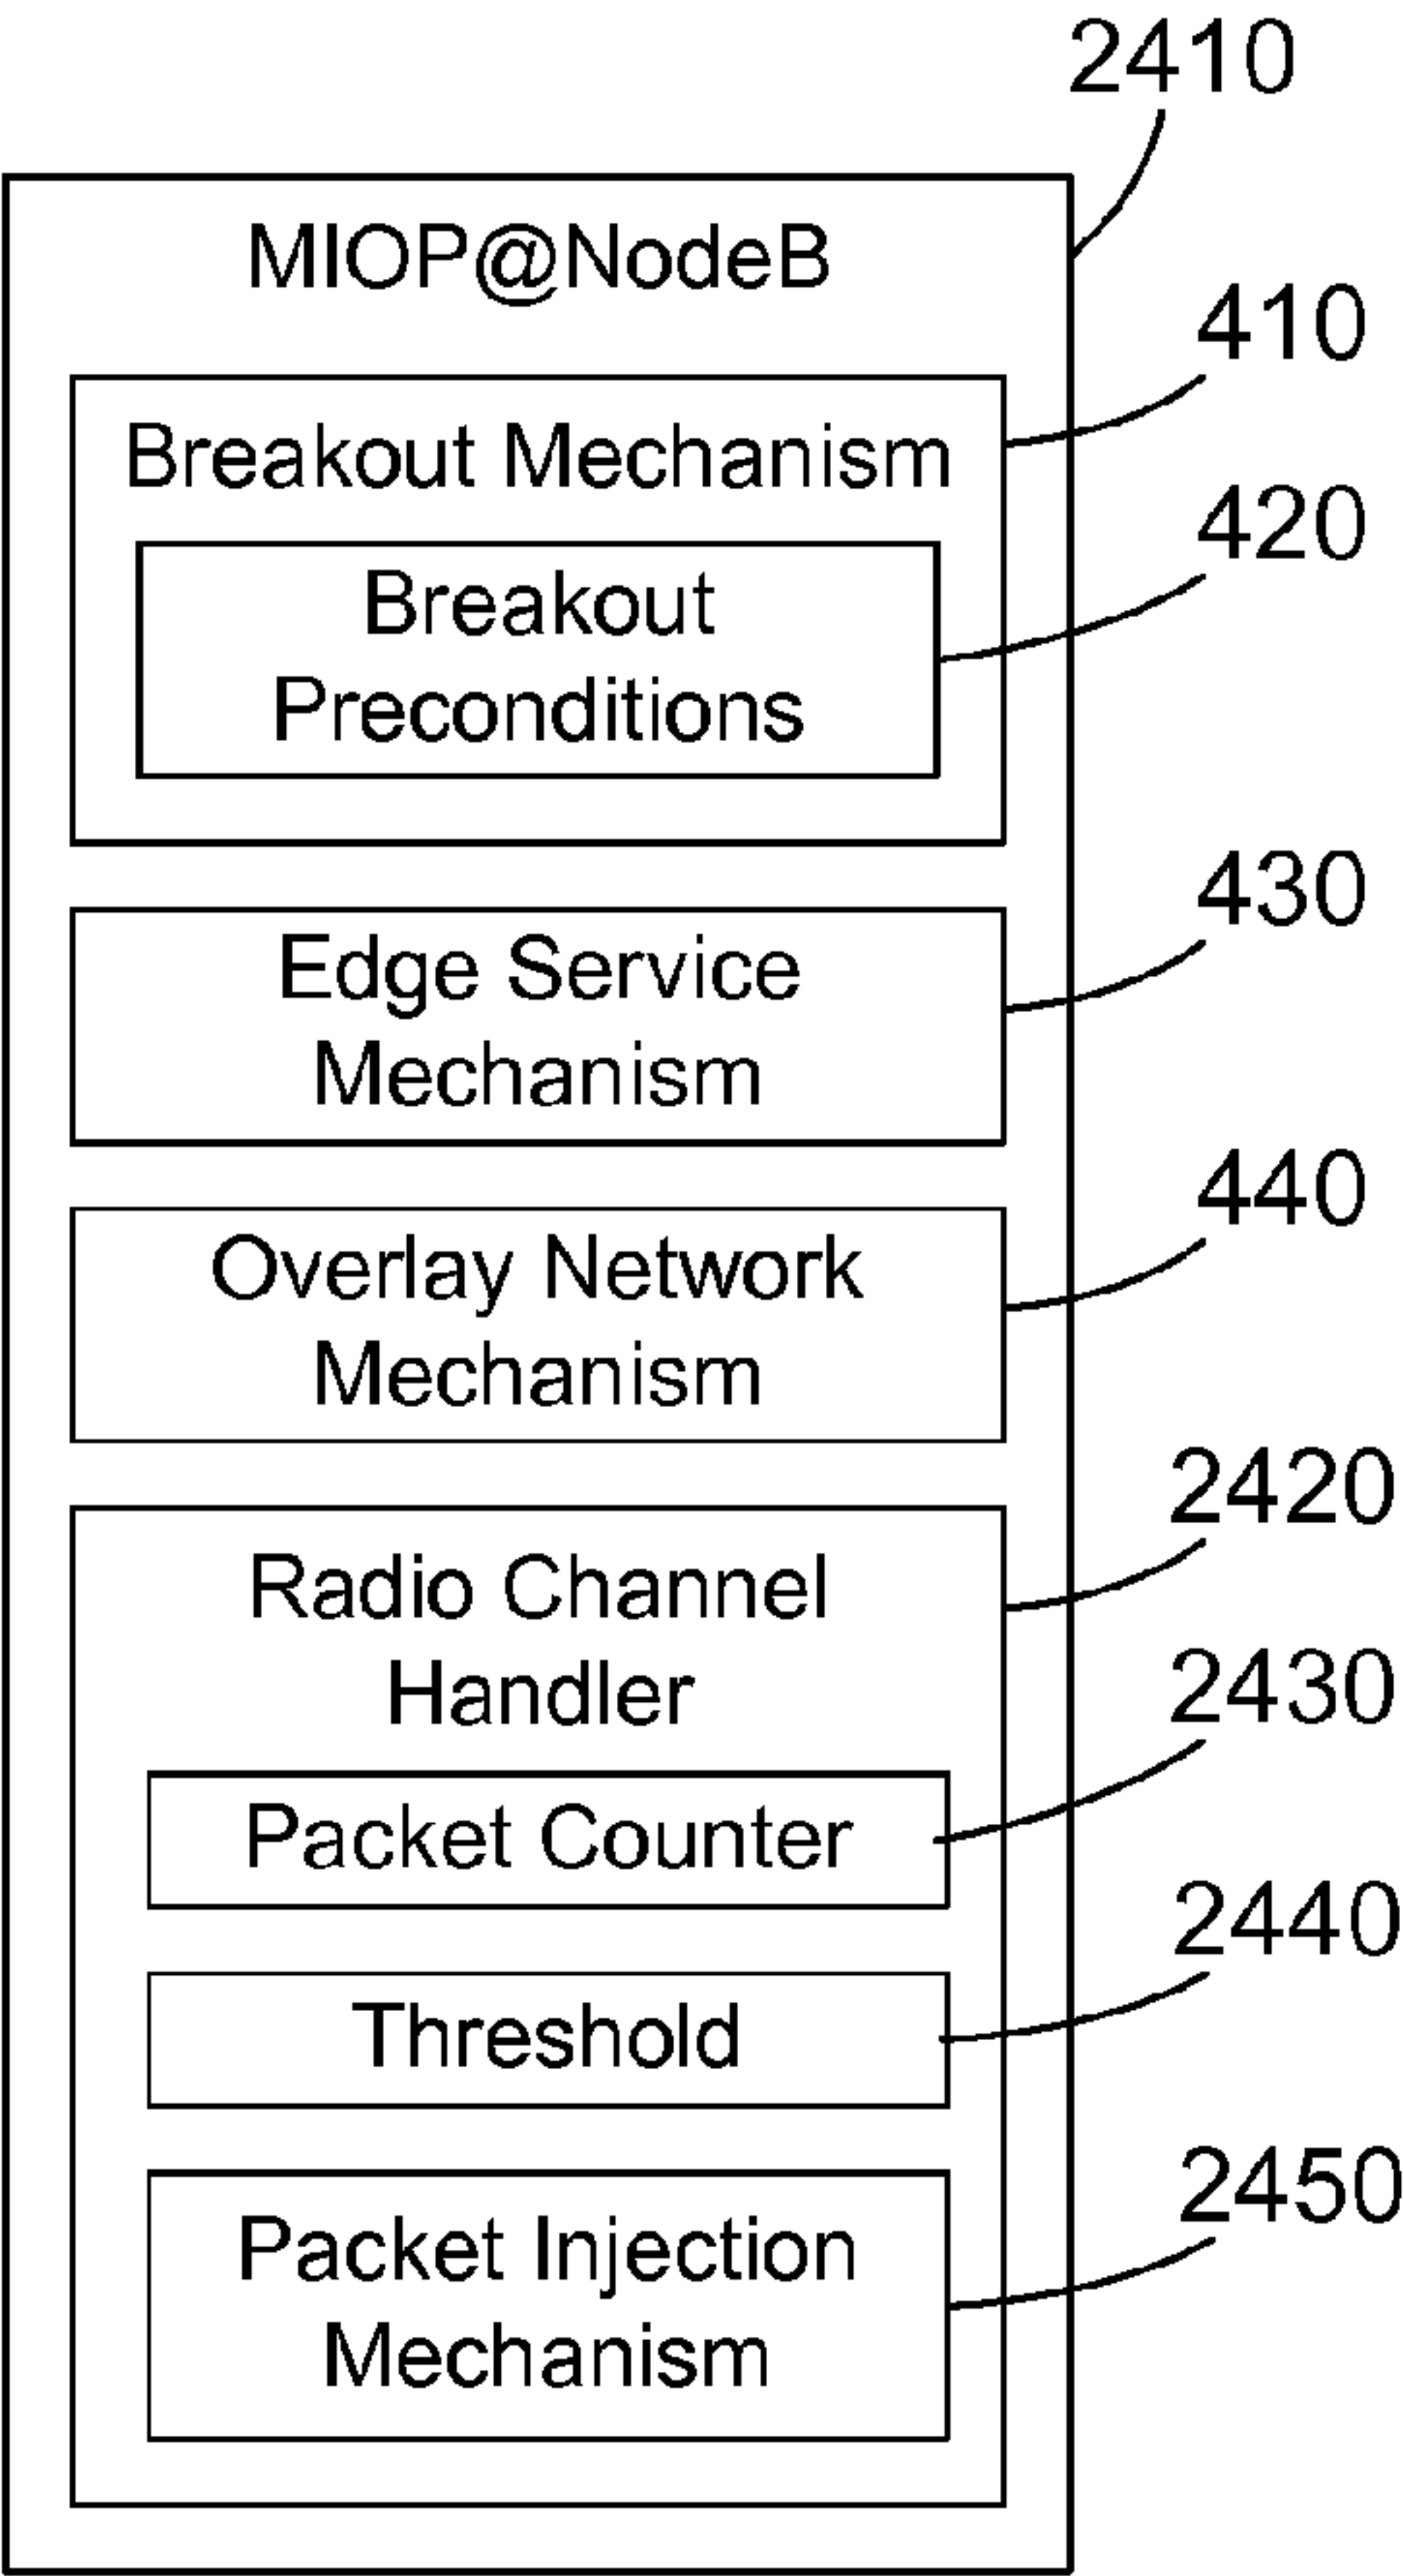 2410
MIOP@NodeB
410
Breakout Mechanism
420
Breakout
Preconditions
430
Edge Service
Mechanism
440
Overlay Network
Mechanism
2420
Radio Channel
Handler
2430
Packet Counter
2440
Threshold
2450
Packet Injection
Mechanism